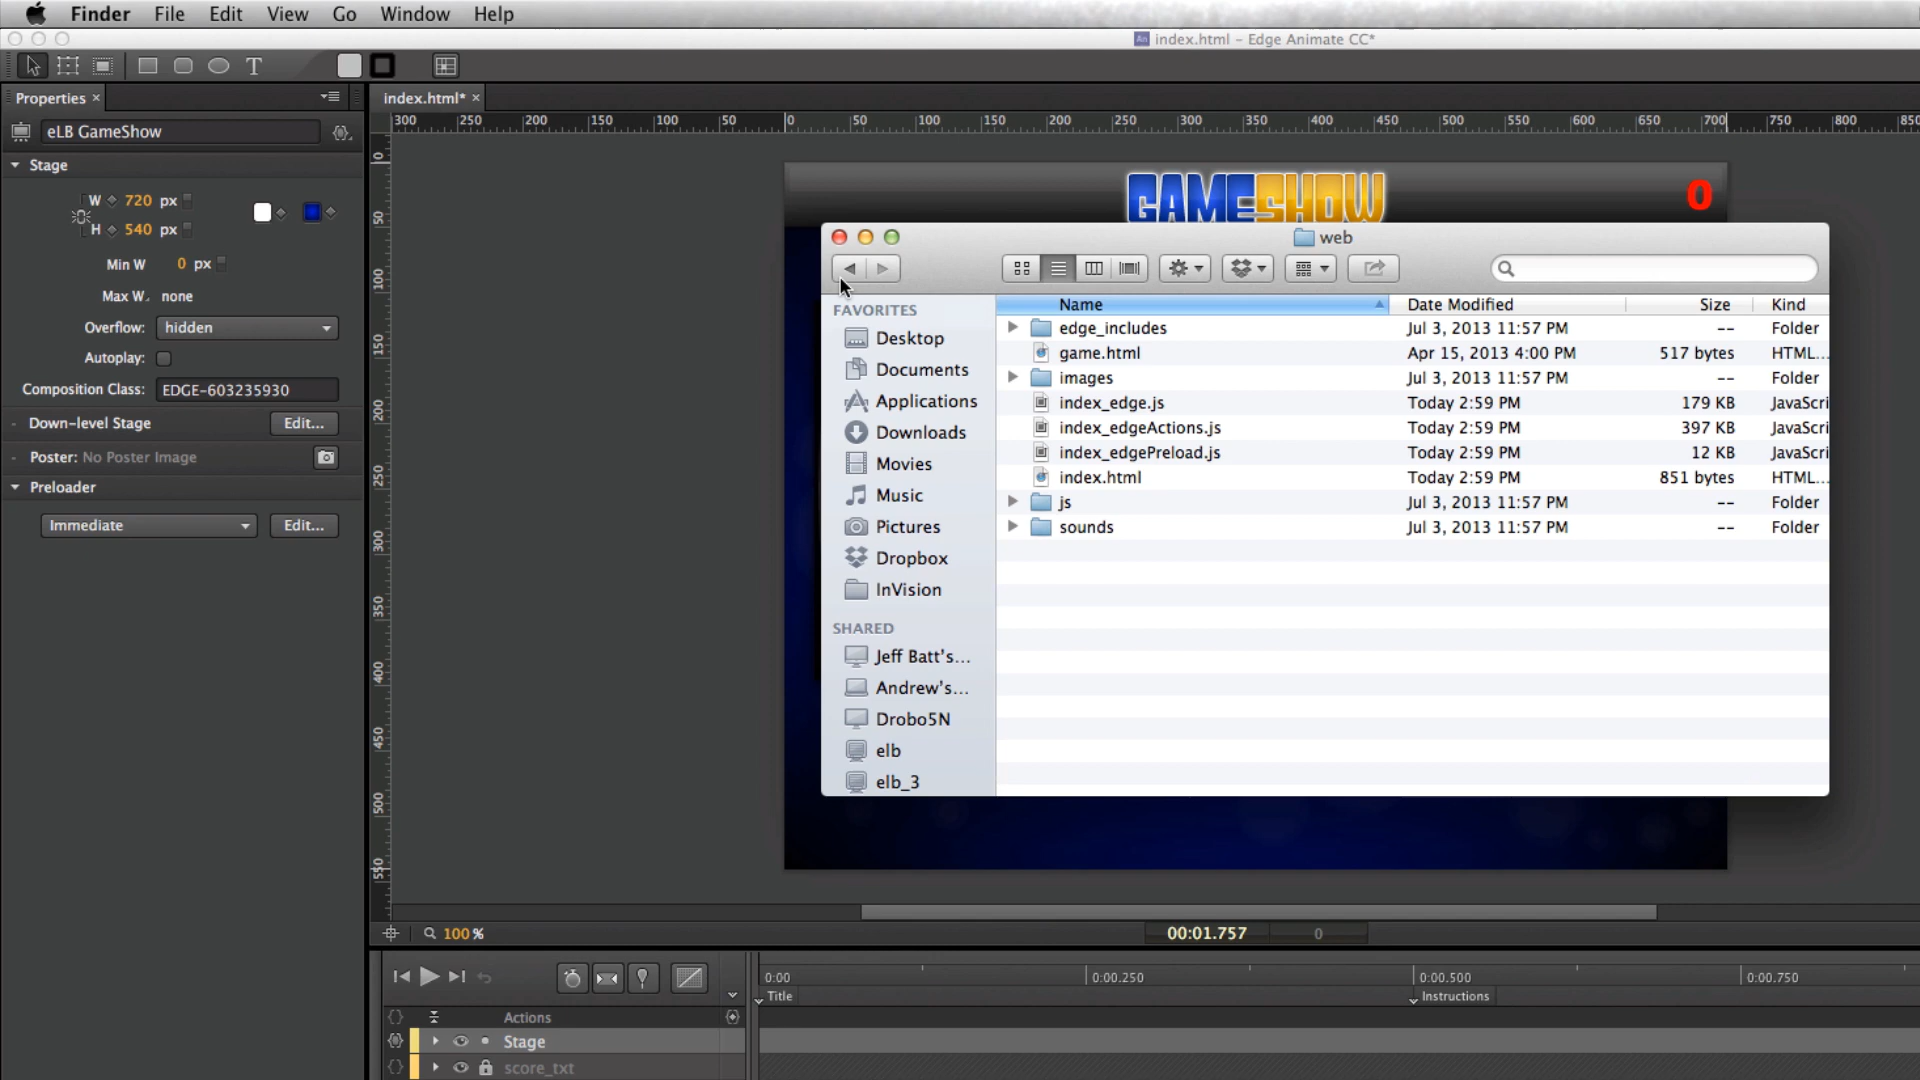 Finder File Edit View Go Window Help
index.html – Edge Animate CC*
T
Properties ×
index.html* ×
300 250 200 150 100 50 0 50 100 150 200 250 300 350 400 450 500 550 600 650 700 750 800 850
eLB GameShow
Stage
W 720 px
H 540 px
Min W 0 px
Max W. none
Overflow: hidden
Autoplay:
Composition Class: EDGE-603235930
Down-level Stage Edit...
Poster: No Poster Image
Preloader
Immediate Edit...
0
50
100
150
200
250
300
350
400
450
500
550
GAMESHOW
0
web
Name Date Modified Size Kind
edge_includes Jul 3, 2013 11:57 PM -- Folder
game.html Apr 15, 2013 4:00 PM 517 bytes HTML...
images Jul 3, 2013 11:57 PM -- Folder
index_edge.js Today 2:59 PM 179 KB JavaScri
index_edgeActions.js Today 2:59 PM 397 KB JavaScri
index_edgePreload.js Today 2:59 PM 12 KB JavaScri
index.html Today 2:59 PM 851 bytes HTML...
js Jul 3, 2013 11:57 PM -- Folder
sounds Jul 3, 2013 11:57 PM -- Folder
FAVORITES
Desktop
Documents
Applications
Downloads
Movies
Music
Pictures
Dropbox
InVision
SHARED
Jeff Batt's...
Andrew's...
Drobo5N
elb
elb_3
100 %
00:01.757 0
0:00 0:00.250 0:00.500 0:00.750
Title Instructions
Actions
Stage
score_txt